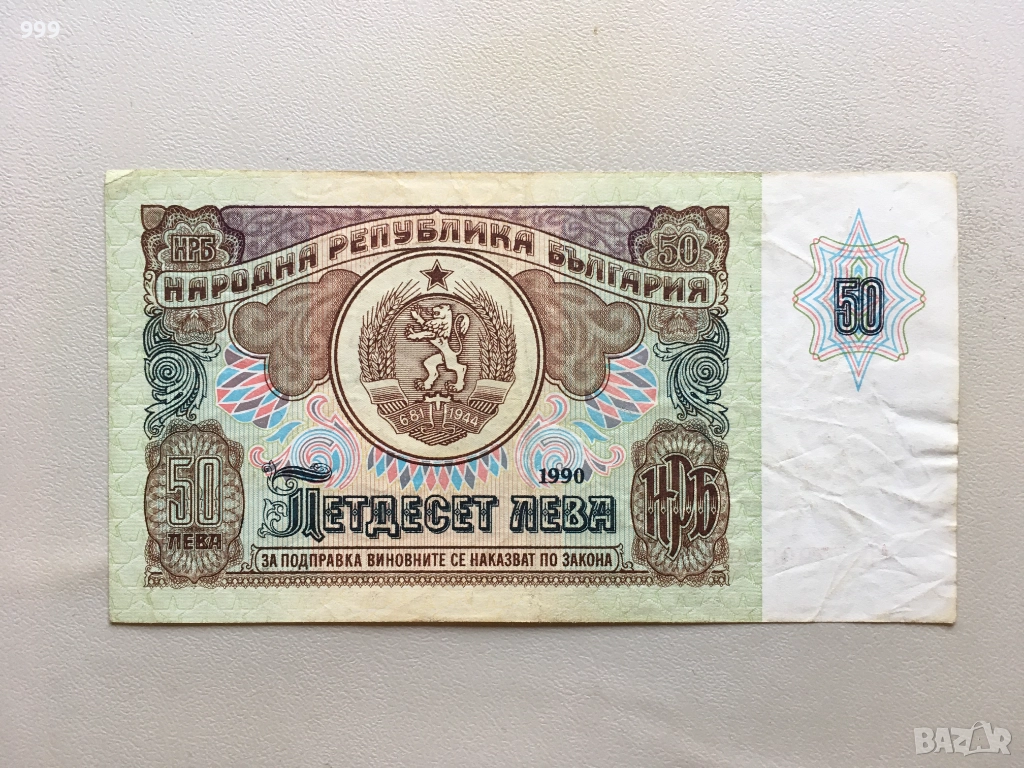 999
НРБ
50
НАРОДНА РЕПУБЛИКА БЪЛГАРИЯ
50
681 1944
1990
50
ЛЕВА
ПЕТДЕСЕТ ЛЕВА
НРБ
ЗА ПОДПРАВКА ВИНОВНИТЕ СЕ НАКАЗВАТ ПО ЗАКОНА
BAZAR